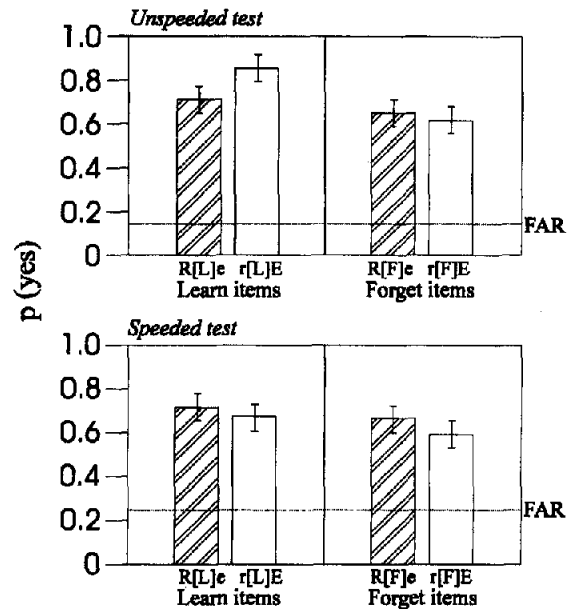 Unspeeded test
1.0
0.8
0.6
0.4
0.2
0
FAR
R[L]e r[L]E R[F]e r[F]E
Learn items Forget items
p (yes)
Speeded test
1.0
0.8
0.6
0.4
0.2
0
FAR
R[L]e r[L]E R[F]e r[F]E
Learn items Forget items